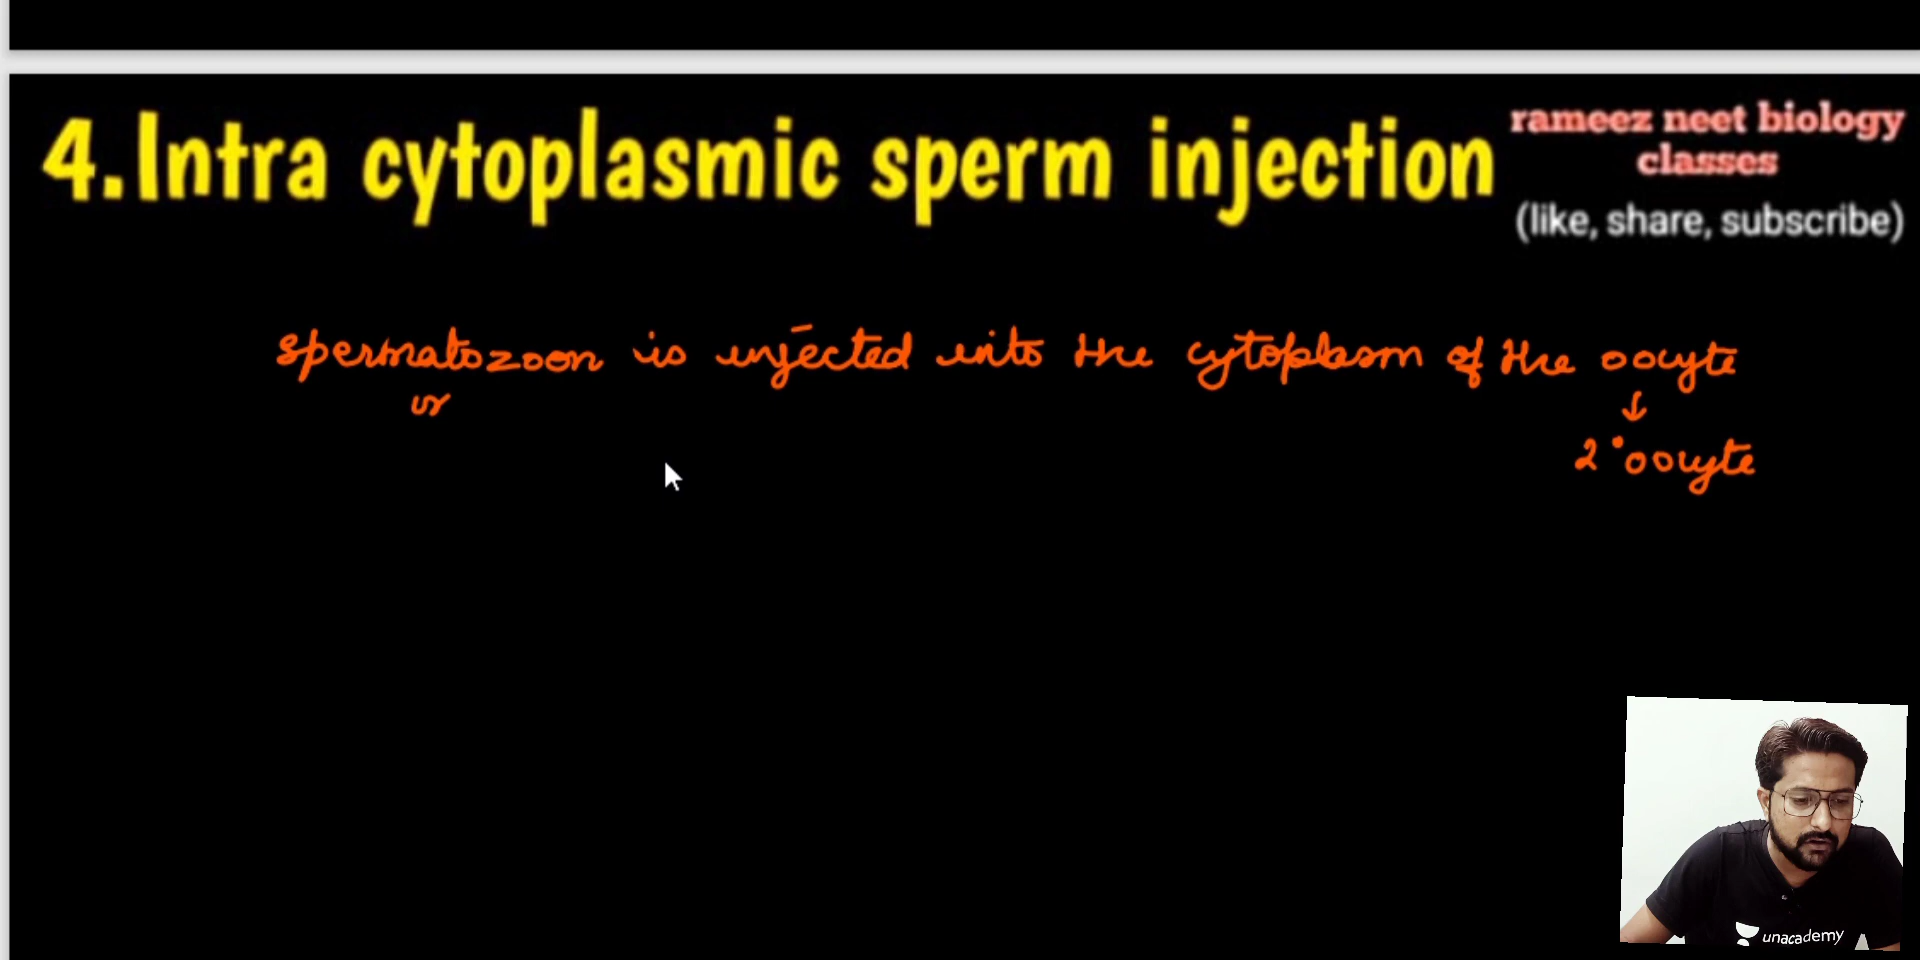 4. Intra cytoplasmic sperm injection
rameez neet biology
classes
(like, share, subscribe)
spermatozoon is injected into the cytoplasm of the oocyte
or
↓
2° oocyte
unacademy